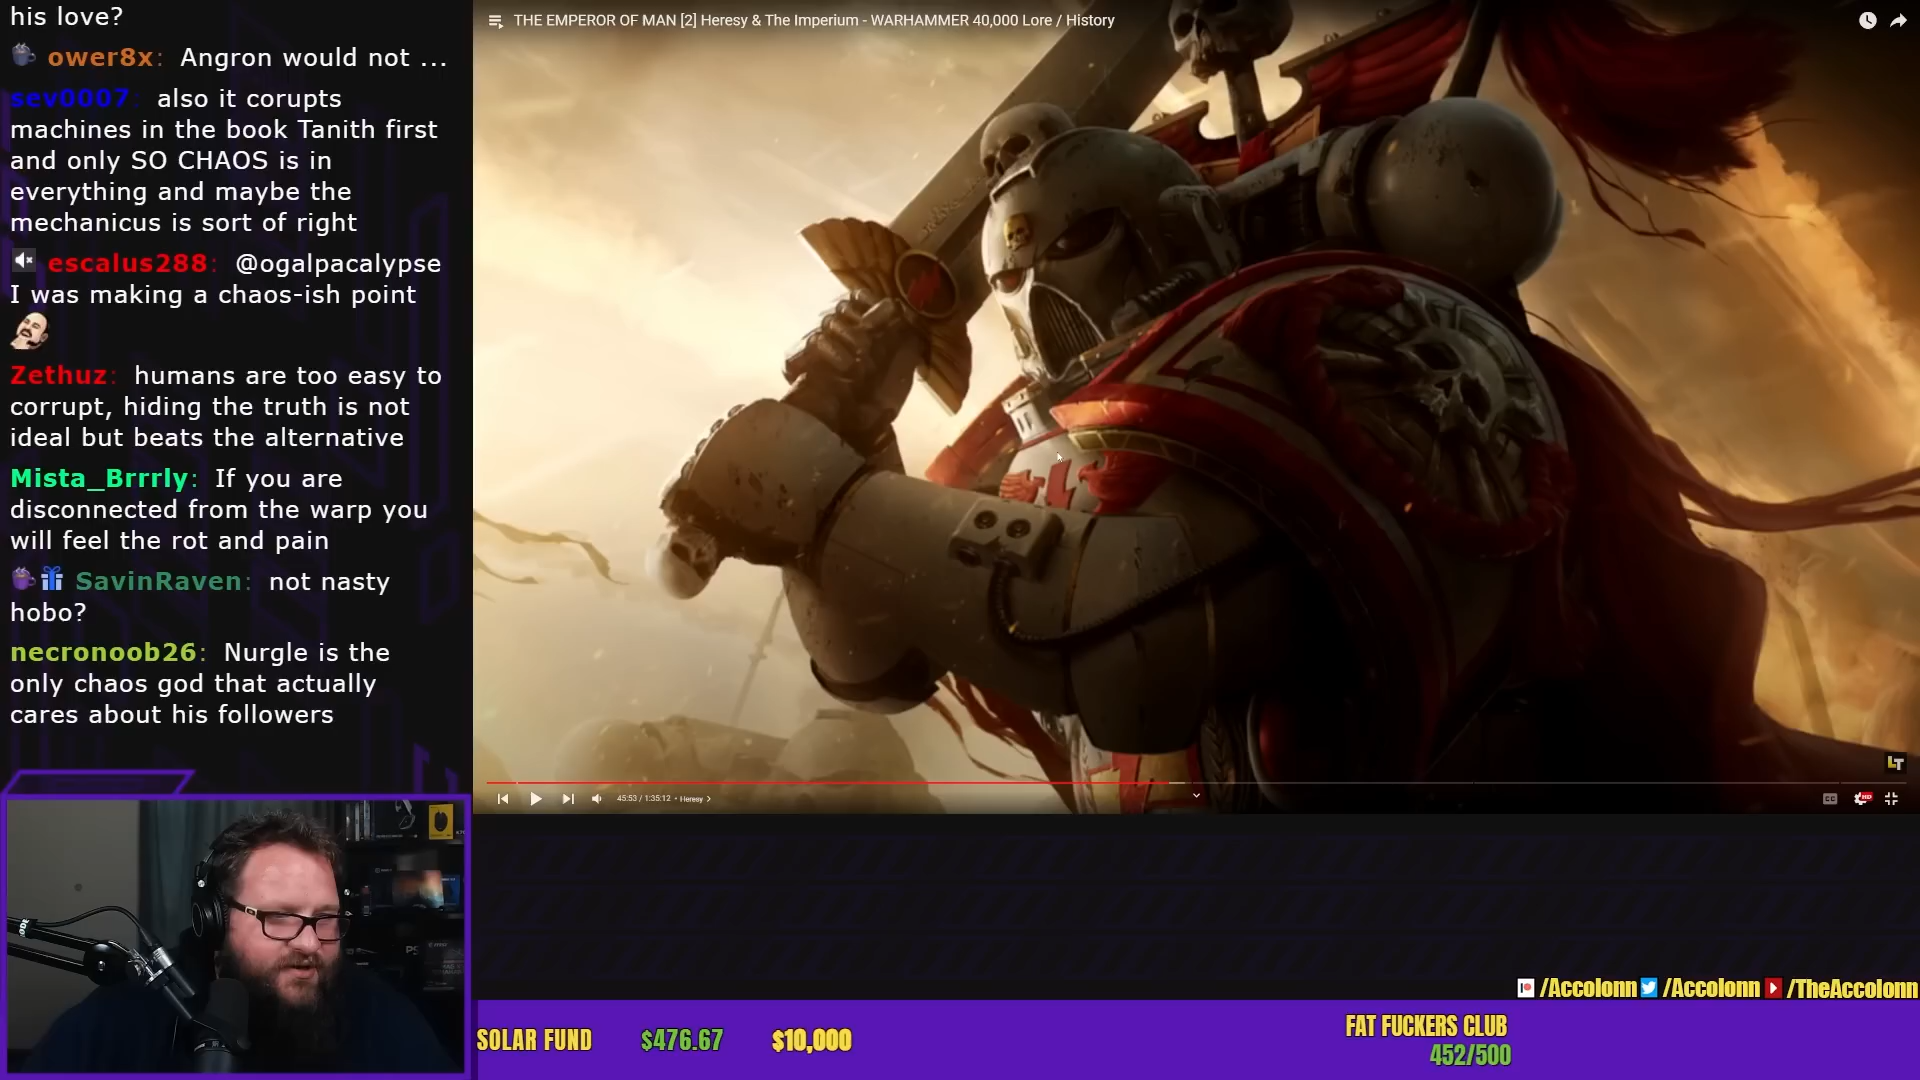 his love?
ower8x: Angron would not ...
sev0007: also it corupts
machines in the book Tanith first
and only SO CHAOS is in
everything and maybe the
mechanicus is sort of right
escalus288: @ogalpacalypse
I was making a chaos-ish point
Zethuz: humans are too easy to
corrupt, hiding the truth is not
ideal but beats the alternative
Mista_Brrrly: If you are
disconnected from the warp you
will feel the rot and pain
SavinRaven: not nasty
hobo?
necronoob26: Nurgle is the
only chaos god that actually
cares about his followers
THE EMPEROR OF MAN [2] Heresy & The Imperium - WARHAMMER 40,000 Lore / History
LT
45:53 / 1:35:12 • Heresy >
CC
HD
/Accolonn /Accolonn /TheAccolonn
SOLAR FUND $476.67 $10,000
FAT FUCKERS CLUB
452/500